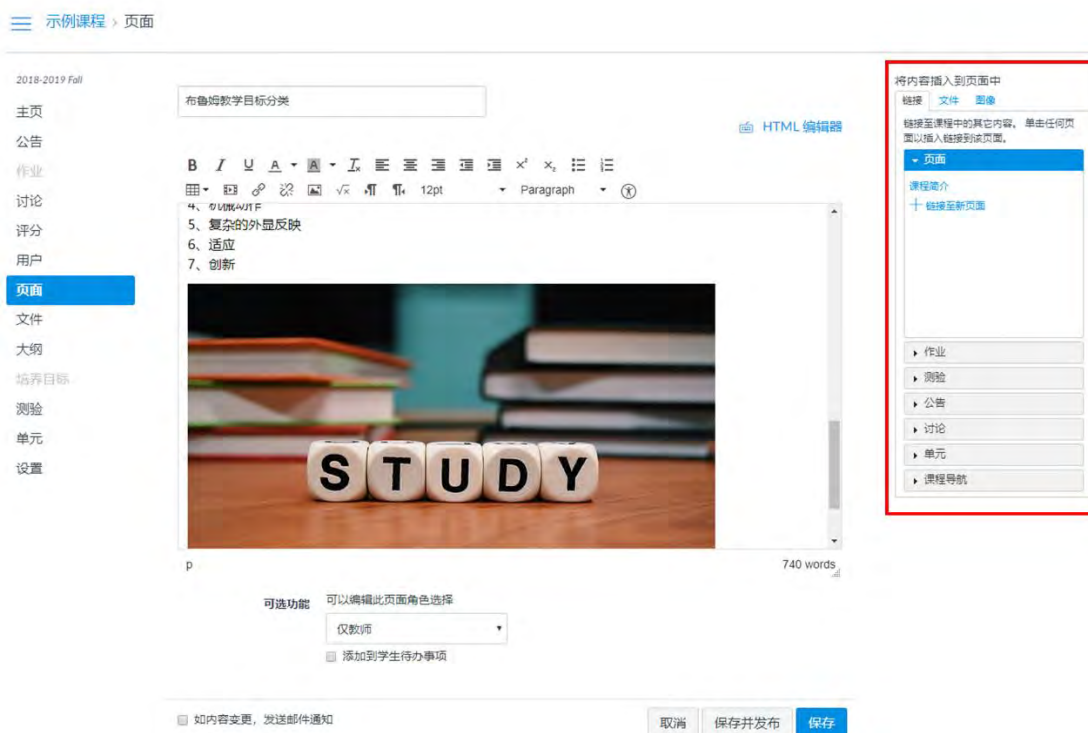 示例课程 › 页面
2018-2019 Fall
主页
公告
作业
讨论
评分
用户
页面
文件
大纲
培养目标
测验
单元
设置
布鲁姆教学目标分类
HTML 编辑器
B I U A A Tx x² x₂
√x ¶ ¶ 12pt Paragraph
4、机械动作
5、复杂的外显反映
6、适应
7、创新
STUDY
p
740 words
可选功能 可以编辑此页面角色选择
仅教师
添加到学生待办事项
如内容变更，发送邮件通知
取消 保存并发布 保存
将内容插入到页面中
链接 文件 图像
链接至课程中的其它内容。 单击任何页
面以插入链接到该页面。
页面
课程简介
链接至新页面
作业
测验
公告
讨论
单元
课程导航